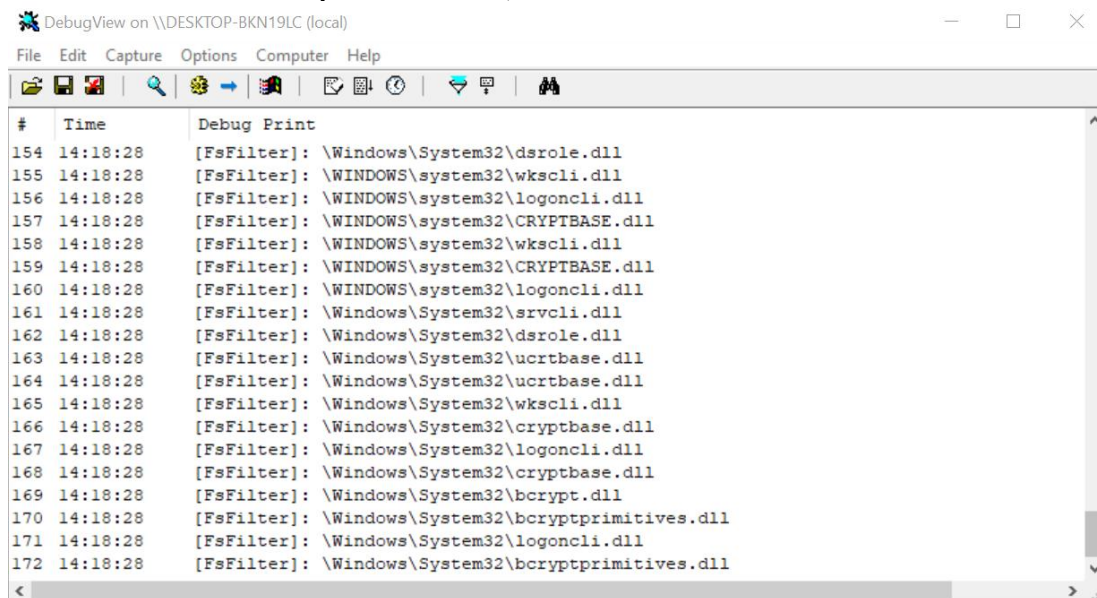 DebugView on \\DESKTOP-BKN19LC (local)
File Edit Capture Options Computer Help
# Time Debug Print
154 14:18:28 [FsFilter]: \Windows\System32\dsrole.dll
155 14:18:28 [FsFilter]: \WINDOWS\system32\wkscli.dll
156 14:18:28 [FsFilter]: \WINDOWS\system32\logoncli.dll
157 14:18:28 [FsFilter]: \WINDOWS\system32\CRYPTBASE.dll
158 14:18:28 [FsFilter]: \WINDOWS\system32\wkscli.dll
159 14:18:28 [FsFilter]: \WINDOWS\system32\CRYPTBASE.dll
160 14:18:28 [FsFilter]: \WINDOWS\system32\logoncli.dll
161 14:18:28 [FsFilter]: \Windows\System32\srvcli.dll
162 14:18:28 [FsFilter]: \Windows\System32\dsrole.dll
163 14:18:28 [FsFilter]: \Windows\System32\ucrtbase.dll
164 14:18:28 [FsFilter]: \Windows\System32\ucrtbase.dll
165 14:18:28 [FsFilter]: \Windows\System32\wkscli.dll
166 14:18:28 [FsFilter]: \Windows\System32\cryptbase.dll
167 14:18:28 [FsFilter]: \Windows\System32\logoncli.dll
168 14:18:28 [FsFilter]: \Windows\System32\cryptbase.dll
169 14:18:28 [FsFilter]: \Windows\System32\bcrypt.dll
170 14:18:28 [FsFilter]: \Windows\System32\bcryptprimitives.dll
171 14:18:28 [FsFilter]: \Windows\System32\logoncli.dll
172 14:18:28 [FsFilter]: \Windows\System32\bcryptprimitives.dll